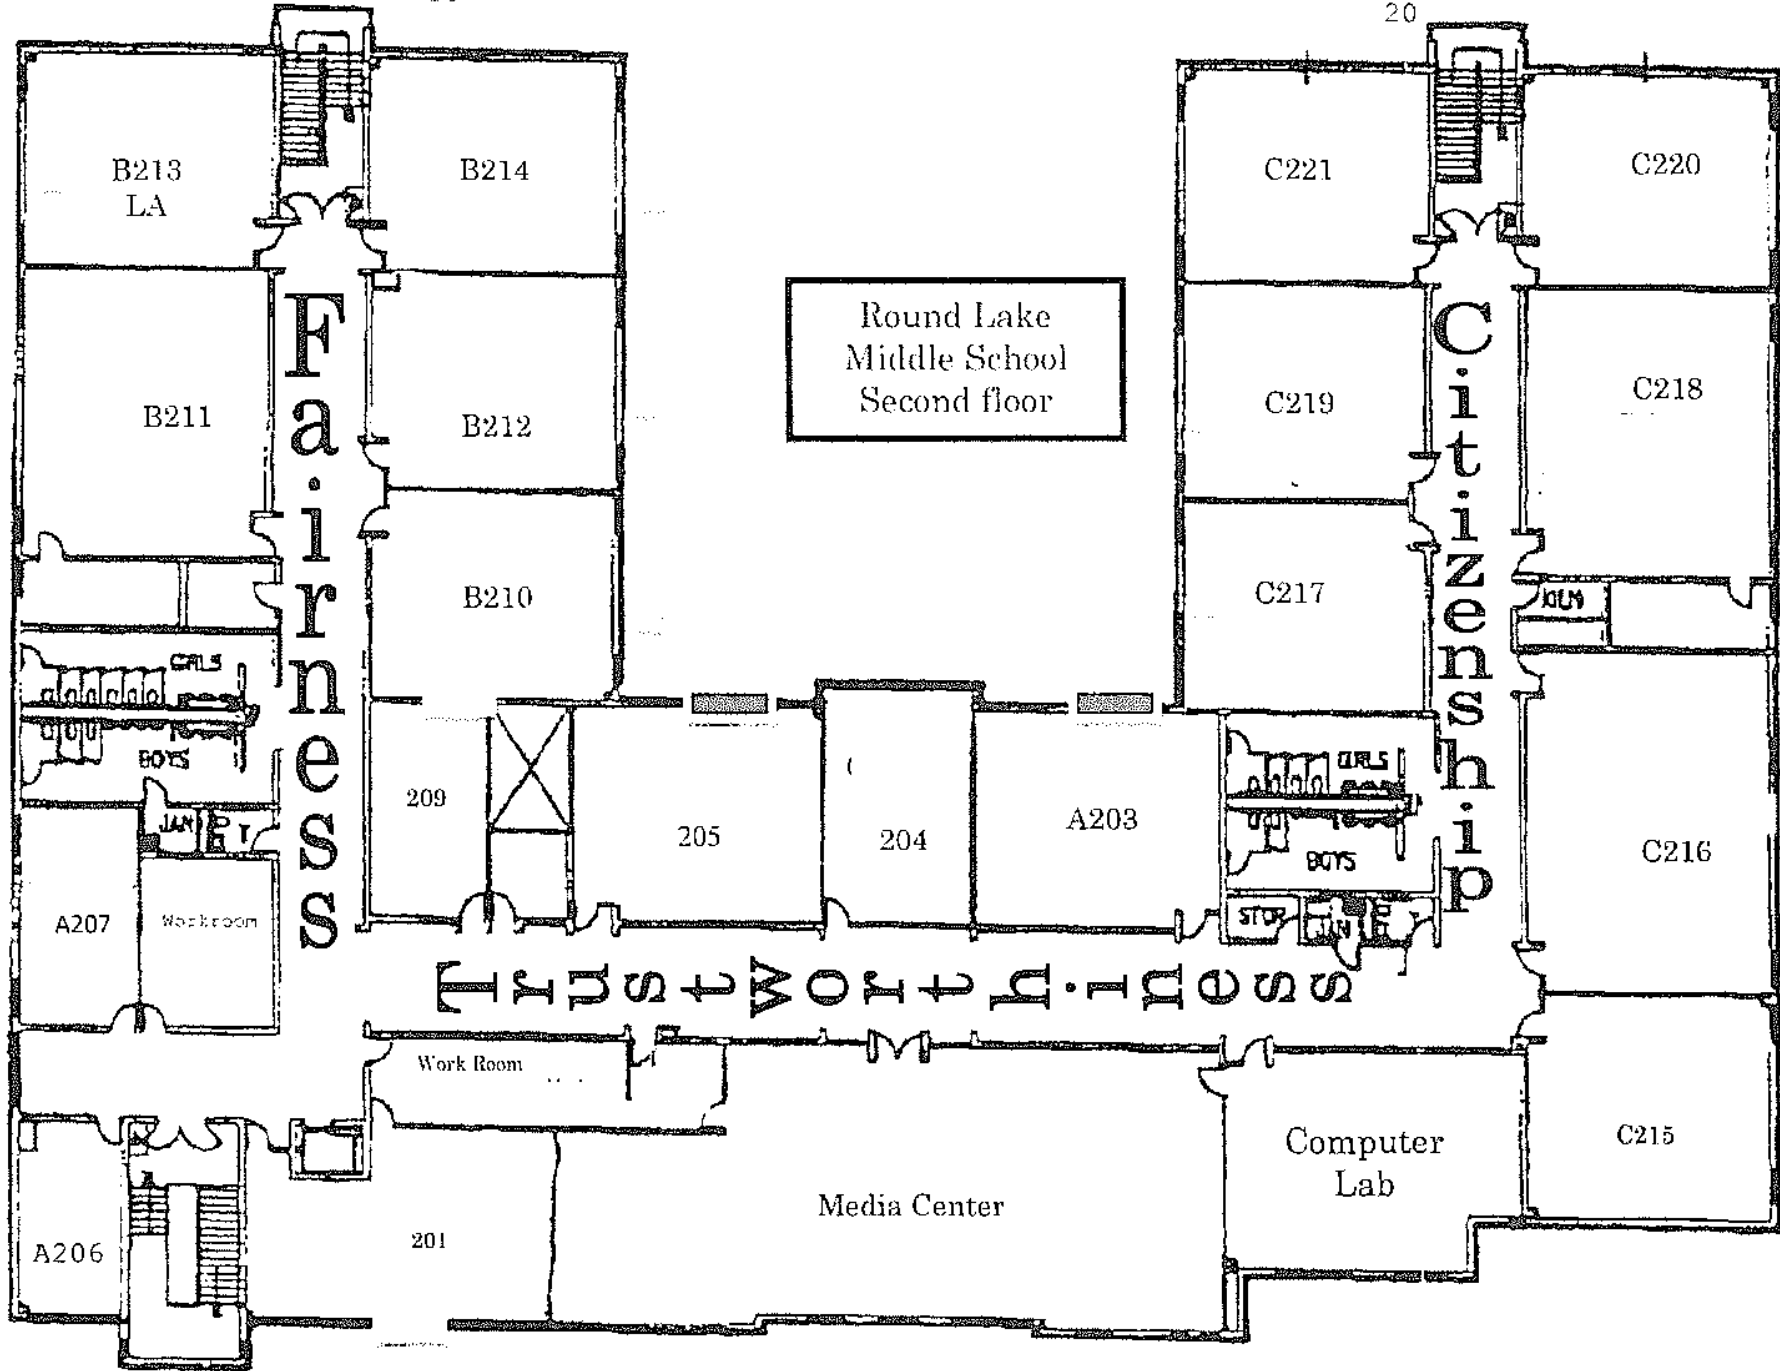 20
B213
LA
B214
C221
C220
Round Lake
Middle School
Second floor
Fairness
Citizenship
B211
B212
C219
C218
B210
C217
GIRLS
BOYS
JAN
T
209
205
204
A203
GIRLS
BOYS
C216
A207
Workroom
STOR
JAN
T
Trustworthiness
Work Room
Computer
Lab
C215
Media Center
A206
201